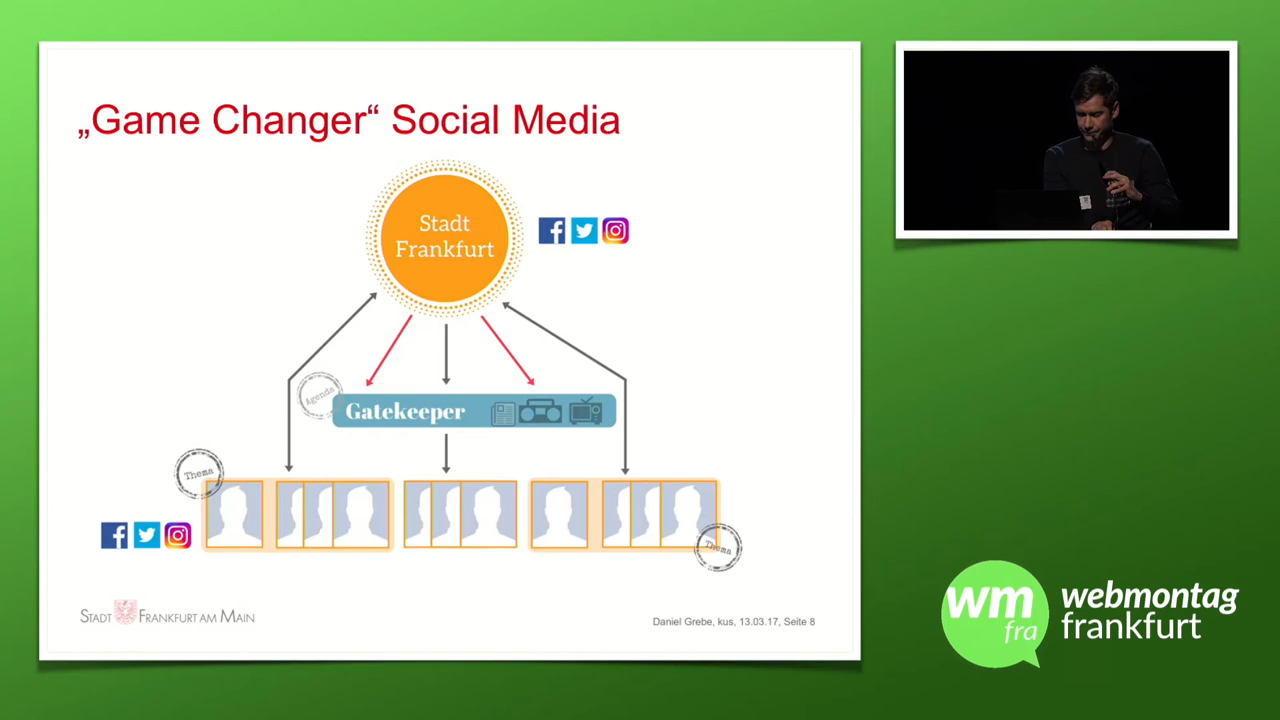 „Game Changer“ Social Media
Stadt
Frankfurt
Agenda
Gatekeeper
Thema
Thema
STADT FRANKFURT AM MAIN
Daniel Grebe, kus, 13.03.17, Seite 8
wm
fra
webmontag
frankfurt